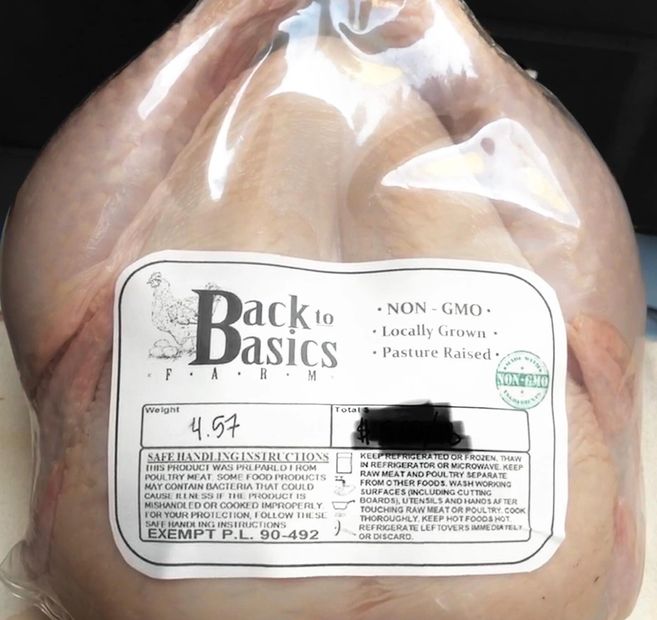 Back to
Basics
F · A · R · M
· NON - GMO ·
· Locally Grown ·
· Pasture Raised ·
MADE WITH
NON-GMO
INGREDIENTS
Weight
4.57
Total $
$
SAFE HANDLING INSTRUCTIONS
THIS PRODUCT WAS PREPARED FROM
POULTRY MEAT. SOME FOOD PRODUCTS
MAY CONTAIN BACTERIA THAT COULD
CAUSE ILLNESS IF THE PRODUCT IS
MISHANDLED OR COOKED IMPROPERLY.
FOR YOUR PROTECTION, FOLLOW THESE
SAFE HANDLING INSTRUCTIONS
EXEMPT P.L. 90-492
KEEP REFRIGERATED OR FROZEN, THAW
IN REFRIGERATOR OR MICROWAVE. KEEP
RAW MEAT AND POULTRY SEPARATE
FROM OTHER FOODS. WASH WORKING
SURFACES (INCLUDING CUTTING
BOARDS), UTENSILS AND HANDS AFTER
TOUCHING RAW MEAT OR POULTRY. COOK
THOROUGHLY. KEEP HOT FOODS HOT.
REFRIGERATE LEFTOVERS IMMEDIATELY
OR DISCARD.